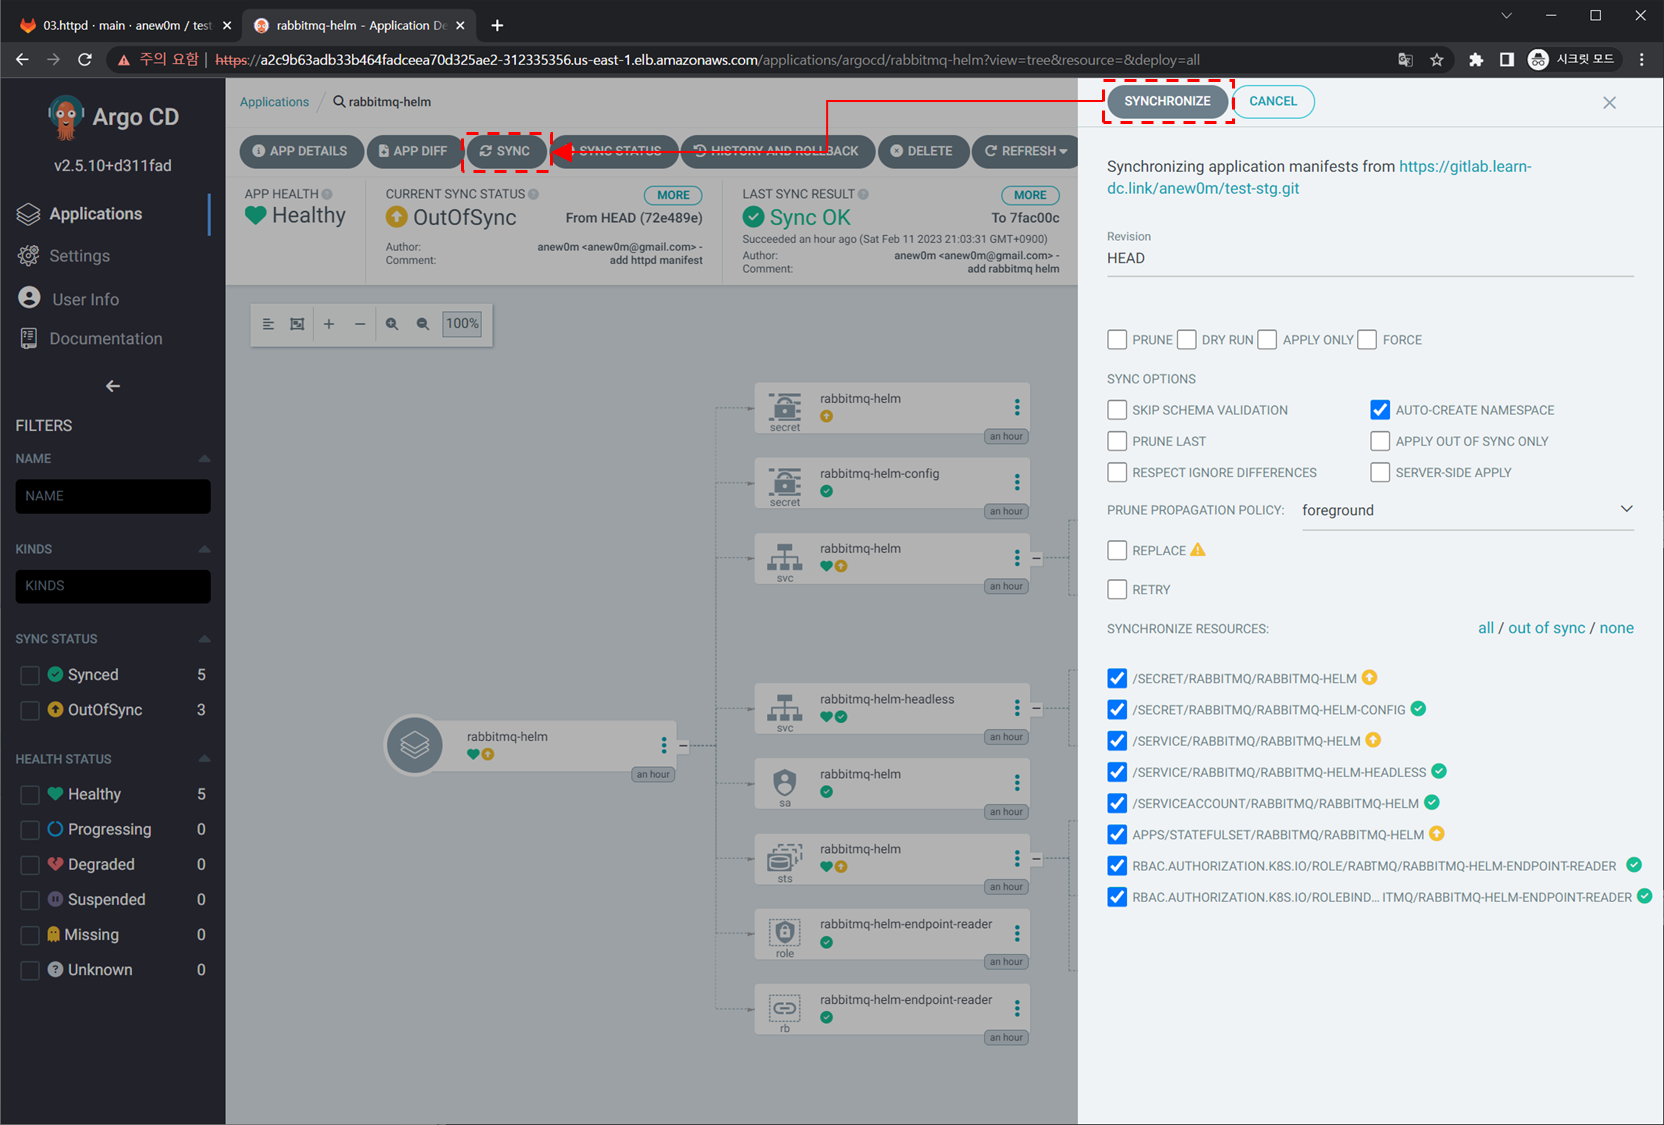 03.httpd · main · anew0m / test
rabbitmq-helm - Application De
주의 요함 | https://a2c9b63adb33b464fadceea70d325ae2-312335356.us-east-1.elb.amazonaws.com/applications/argocd/rabbitmq-helm?view=tree&resource=&deploy=all
시크릿 모드
Argo CD
v2.5.10+d311fad
Applications
Settings
User Info
Documentation
FILTERS
NAME
NAME
KINDS
KINDS
SYNC STATUS
Synced 5
OutOfSync 3
HEALTH STATUS
Healthy 5
Progressing 0
Degraded 0
Suspended 0
Missing 0
Unknown 0
Applications / rabbitmq-helm
APP DETAILS APP DIFF SYNC SYNC STATUS HISTORY AND ROLLBACK DELETE REFRESH
APP HEALTH
Healthy
CURRENT SYNC STATUS MORE
OutOfSync From HEAD (72e489e)
Author: anew0m <anew0m@gmail.com> -
Comment: add httpd manifest
LAST SYNC RESULT MORE
Sync OK To 7fac00c
Succeeded an hour ago (Sat Feb 11 2023 21:03:31 GMT+0900)
Author: anew0m <anew0m@gmail.com> -
Comment: add rabbitmq helm
100%
rabbitmq-helm
an hour
rabbitmq-helm
secret
an hour
rabbitmq-helm-config
secret
an hour
rabbitmq-helm
svc
an hour
rabbitmq-helm-headless
svc
an hour
rabbitmq-helm
sa
an hour
rabbitmq-helm
sts
an hour
rabbitmq-helm-endpoint-reader
role
an hour
rabbitmq-helm-endpoint-reader
rb
an hour
SYNCHRONIZE CANCEL
Synchronizing application manifests from https://gitlab.learn-
dc.link/anew0m/test-stg.git
Revision
HEAD
PRUNE DRY RUN APPLY ONLY FORCE
SYNC OPTIONS
SKIP SCHEMA VALIDATION AUTO-CREATE NAMESPACE
PRUNE LAST APPLY OUT OF SYNC ONLY
RESPECT IGNORE DIFFERENCES SERVER-SIDE APPLY
PRUNE PROPAGATION POLICY: foreground
REPLACE
RETRY
SYNCHRONIZE RESOURCES: all / out of sync / none
/SECRET/RABBITMQ/RABBITMQ-HELM
/SECRET/RABBITMQ/RABBITMQ-HELM-CONFIG
/SERVICE/RABBITMQ/RABBITMQ-HELM
/SERVICE/RABBITMQ/RABBITMQ-HELM-HEADLESS
/SERVICEACCOUNT/RABBITMQ/RABBITMQ-HELM
APPS/STATEFULSET/RABBITMQ/RABBITMQ-HELM
RBAC.AUTHORIZATION.K8S.IO/ROLE/RABTMQ/RABBITMQ-HELM-ENDPOINT-READER
RBAC.AUTHORIZATION.K8S.IO/ROLEBIND... ITMQ/RABBITMQ-HELM-ENDPOINT-READER